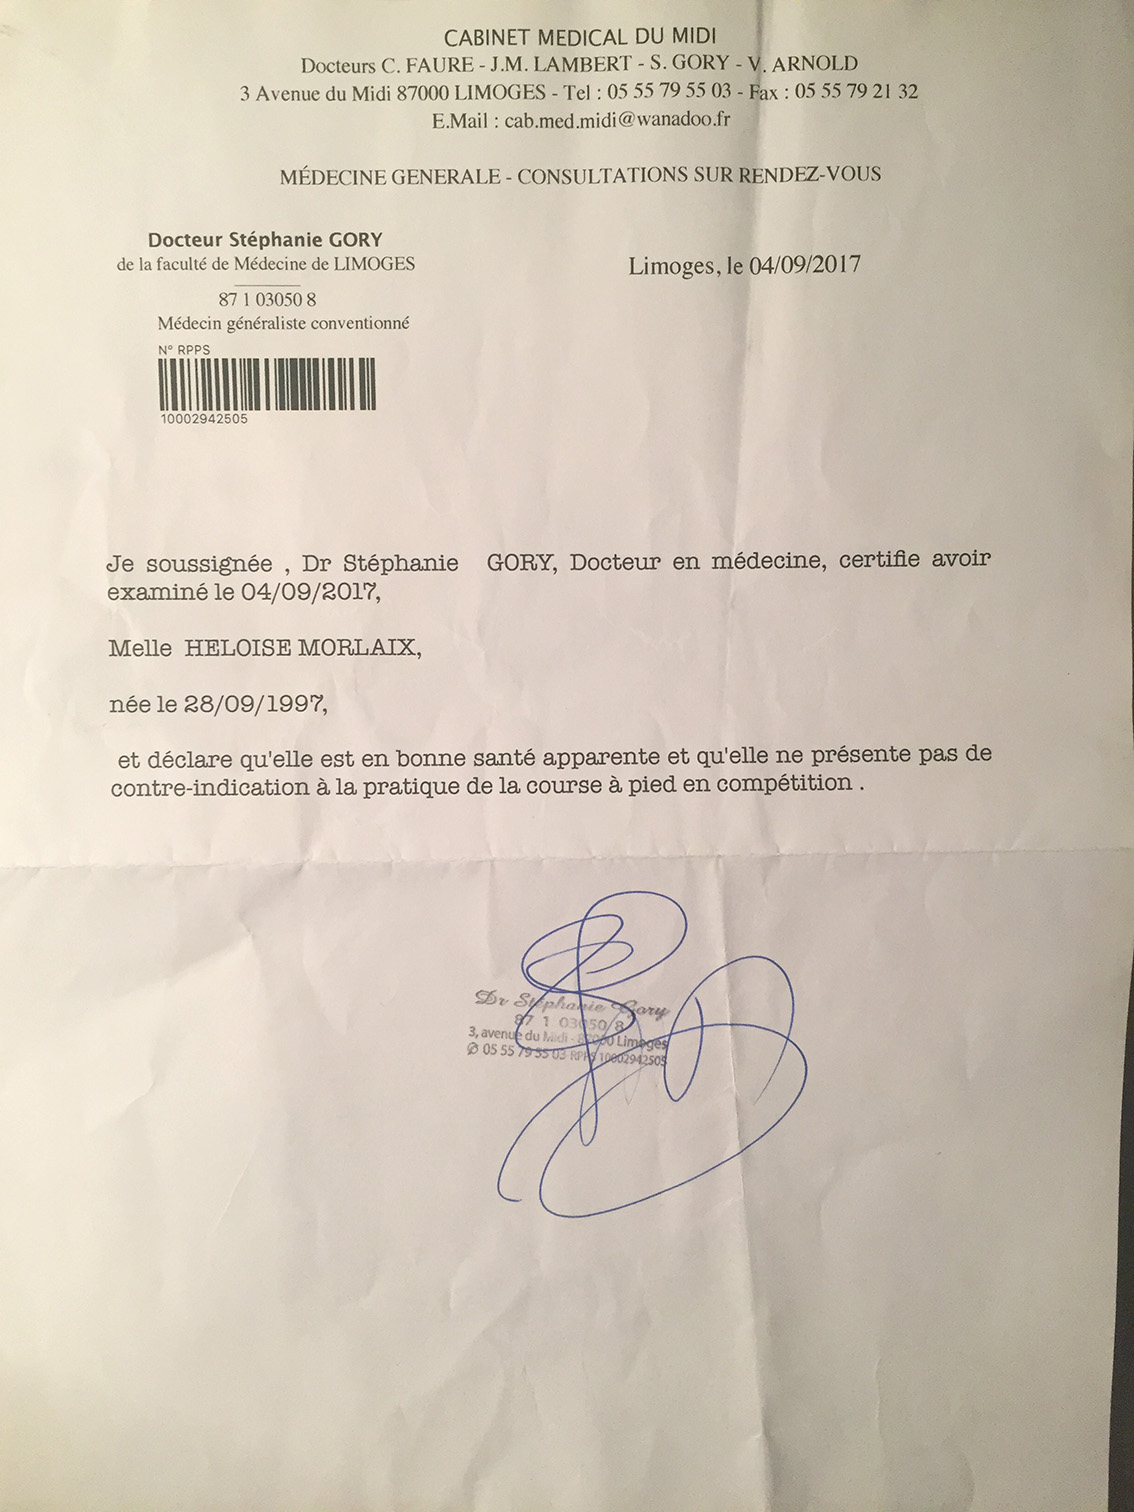 CABINET MEDICAL DU MIDI
Docteurs C. FAURE - J.M. LAMBERT - S. GORY - V. ARNOLD
3 Avenue du Midi 87000 LIMOGES - Tel : 05 55 79 55 03 - Fax : 05 55 79 21 32
E.Mail : cab.med.midi@wanadoo.fr
MÉDECINE GENERALE - CONSULTATIONS SUR RENDEZ-VOUS
Docteur Stéphanie GORY
de la faculté de Médecine de LIMOGES
Limoges, le 04/09/2017
87 1 03050 8
Médecin généraliste conventionné
N° RPPS
10002942505
Je soussignée , Dr Stéphanie GORY, Docteur en médecine, certifie avoir
examiné le 04/09/2017,
Melle HELOISE MORLAIX,
née le 28/09/1997,
et déclare qu'elle est en bonne santé apparente et qu'elle ne présente pas de
contre-indication à la pratique de la course à pied en compétition .
Dr Stéphanie Gory
87 1 03050 8
3, avenue du Midi - 87000 Limoges
✆ 05 55 79 55 03 RPPS 10002942505